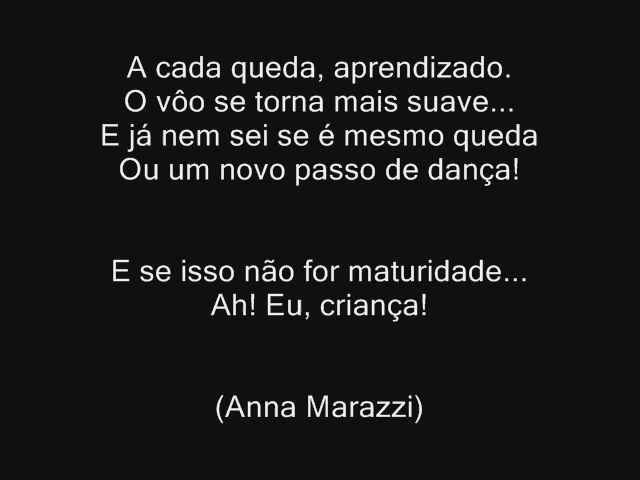 A cada queda, aprendizado.
O vôo se torna mais suave...
E já nem sei se é mesmo queda
Ou um novo passo de dança!
E se isso não for maturidade...
Ah! Eu, criança!
(Anna Marazzi)